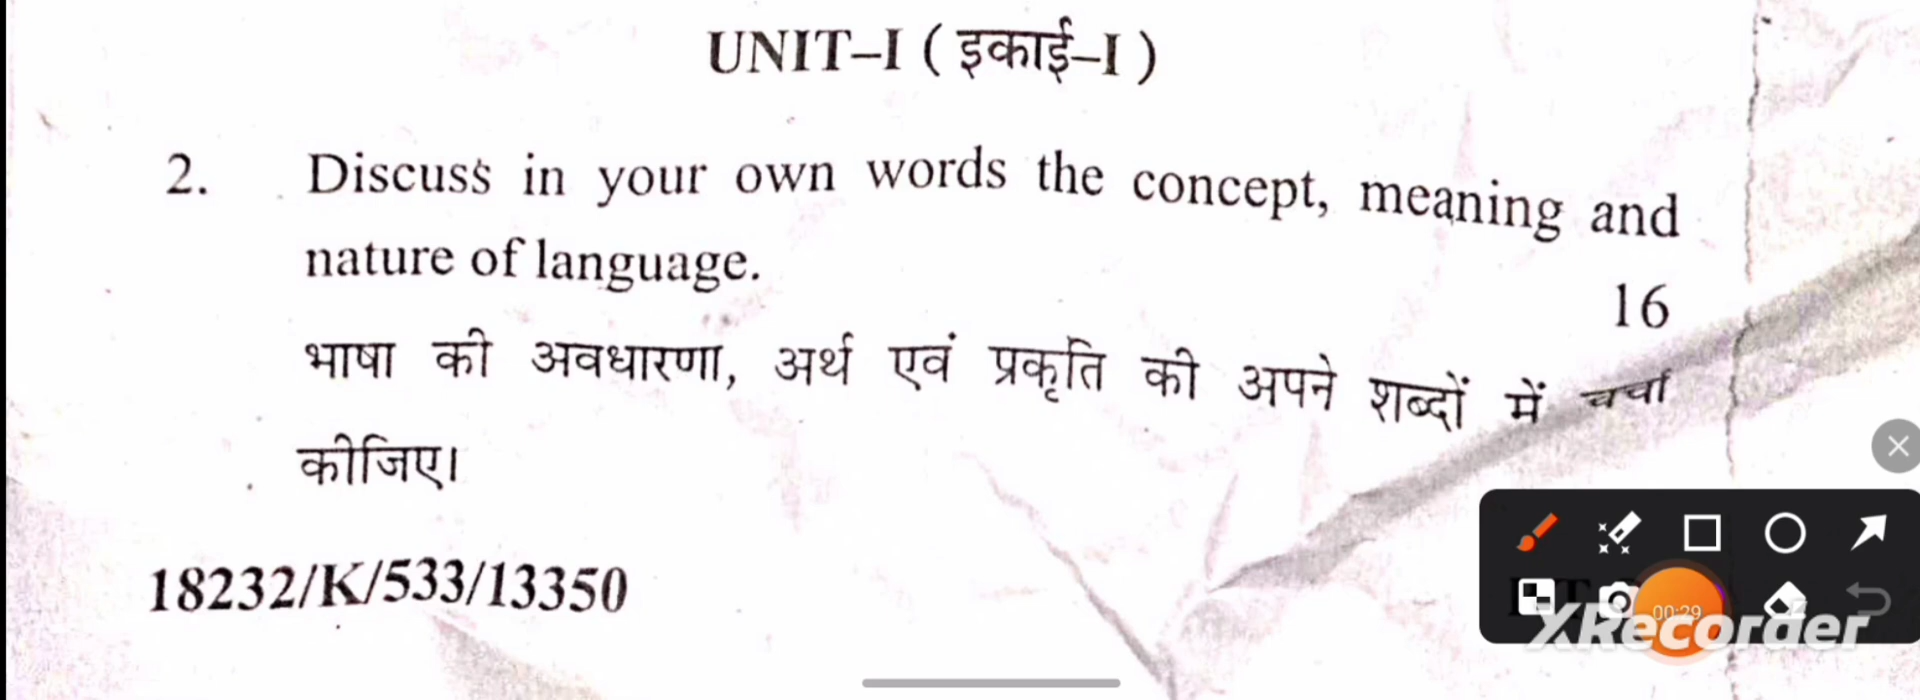 UNIT–I ( इकाई–I )
2. Discuss in your own words the concept, meaning and
nature of language.
16
भाषा की अवधारणा, अर्थ एवं प्रकृति की अपने शब्दों में चर्चा
कीजिए।
18232/K/533/13350
00:29
XRecorder